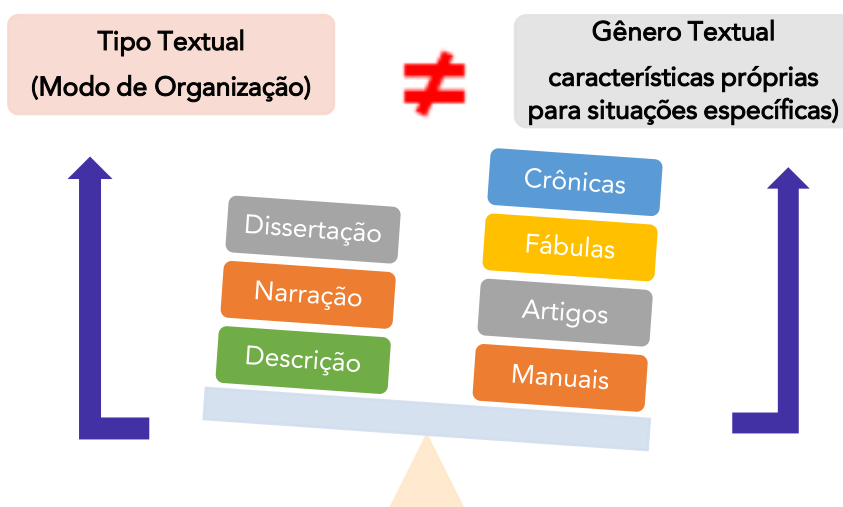 Tipo Textual
(Modo de Organização)
≠
Gênero Textual
características próprias
para situações específicas)
Dissertação
Narração
Descrição
Crônicas
Fábulas
Artigos
Manuais